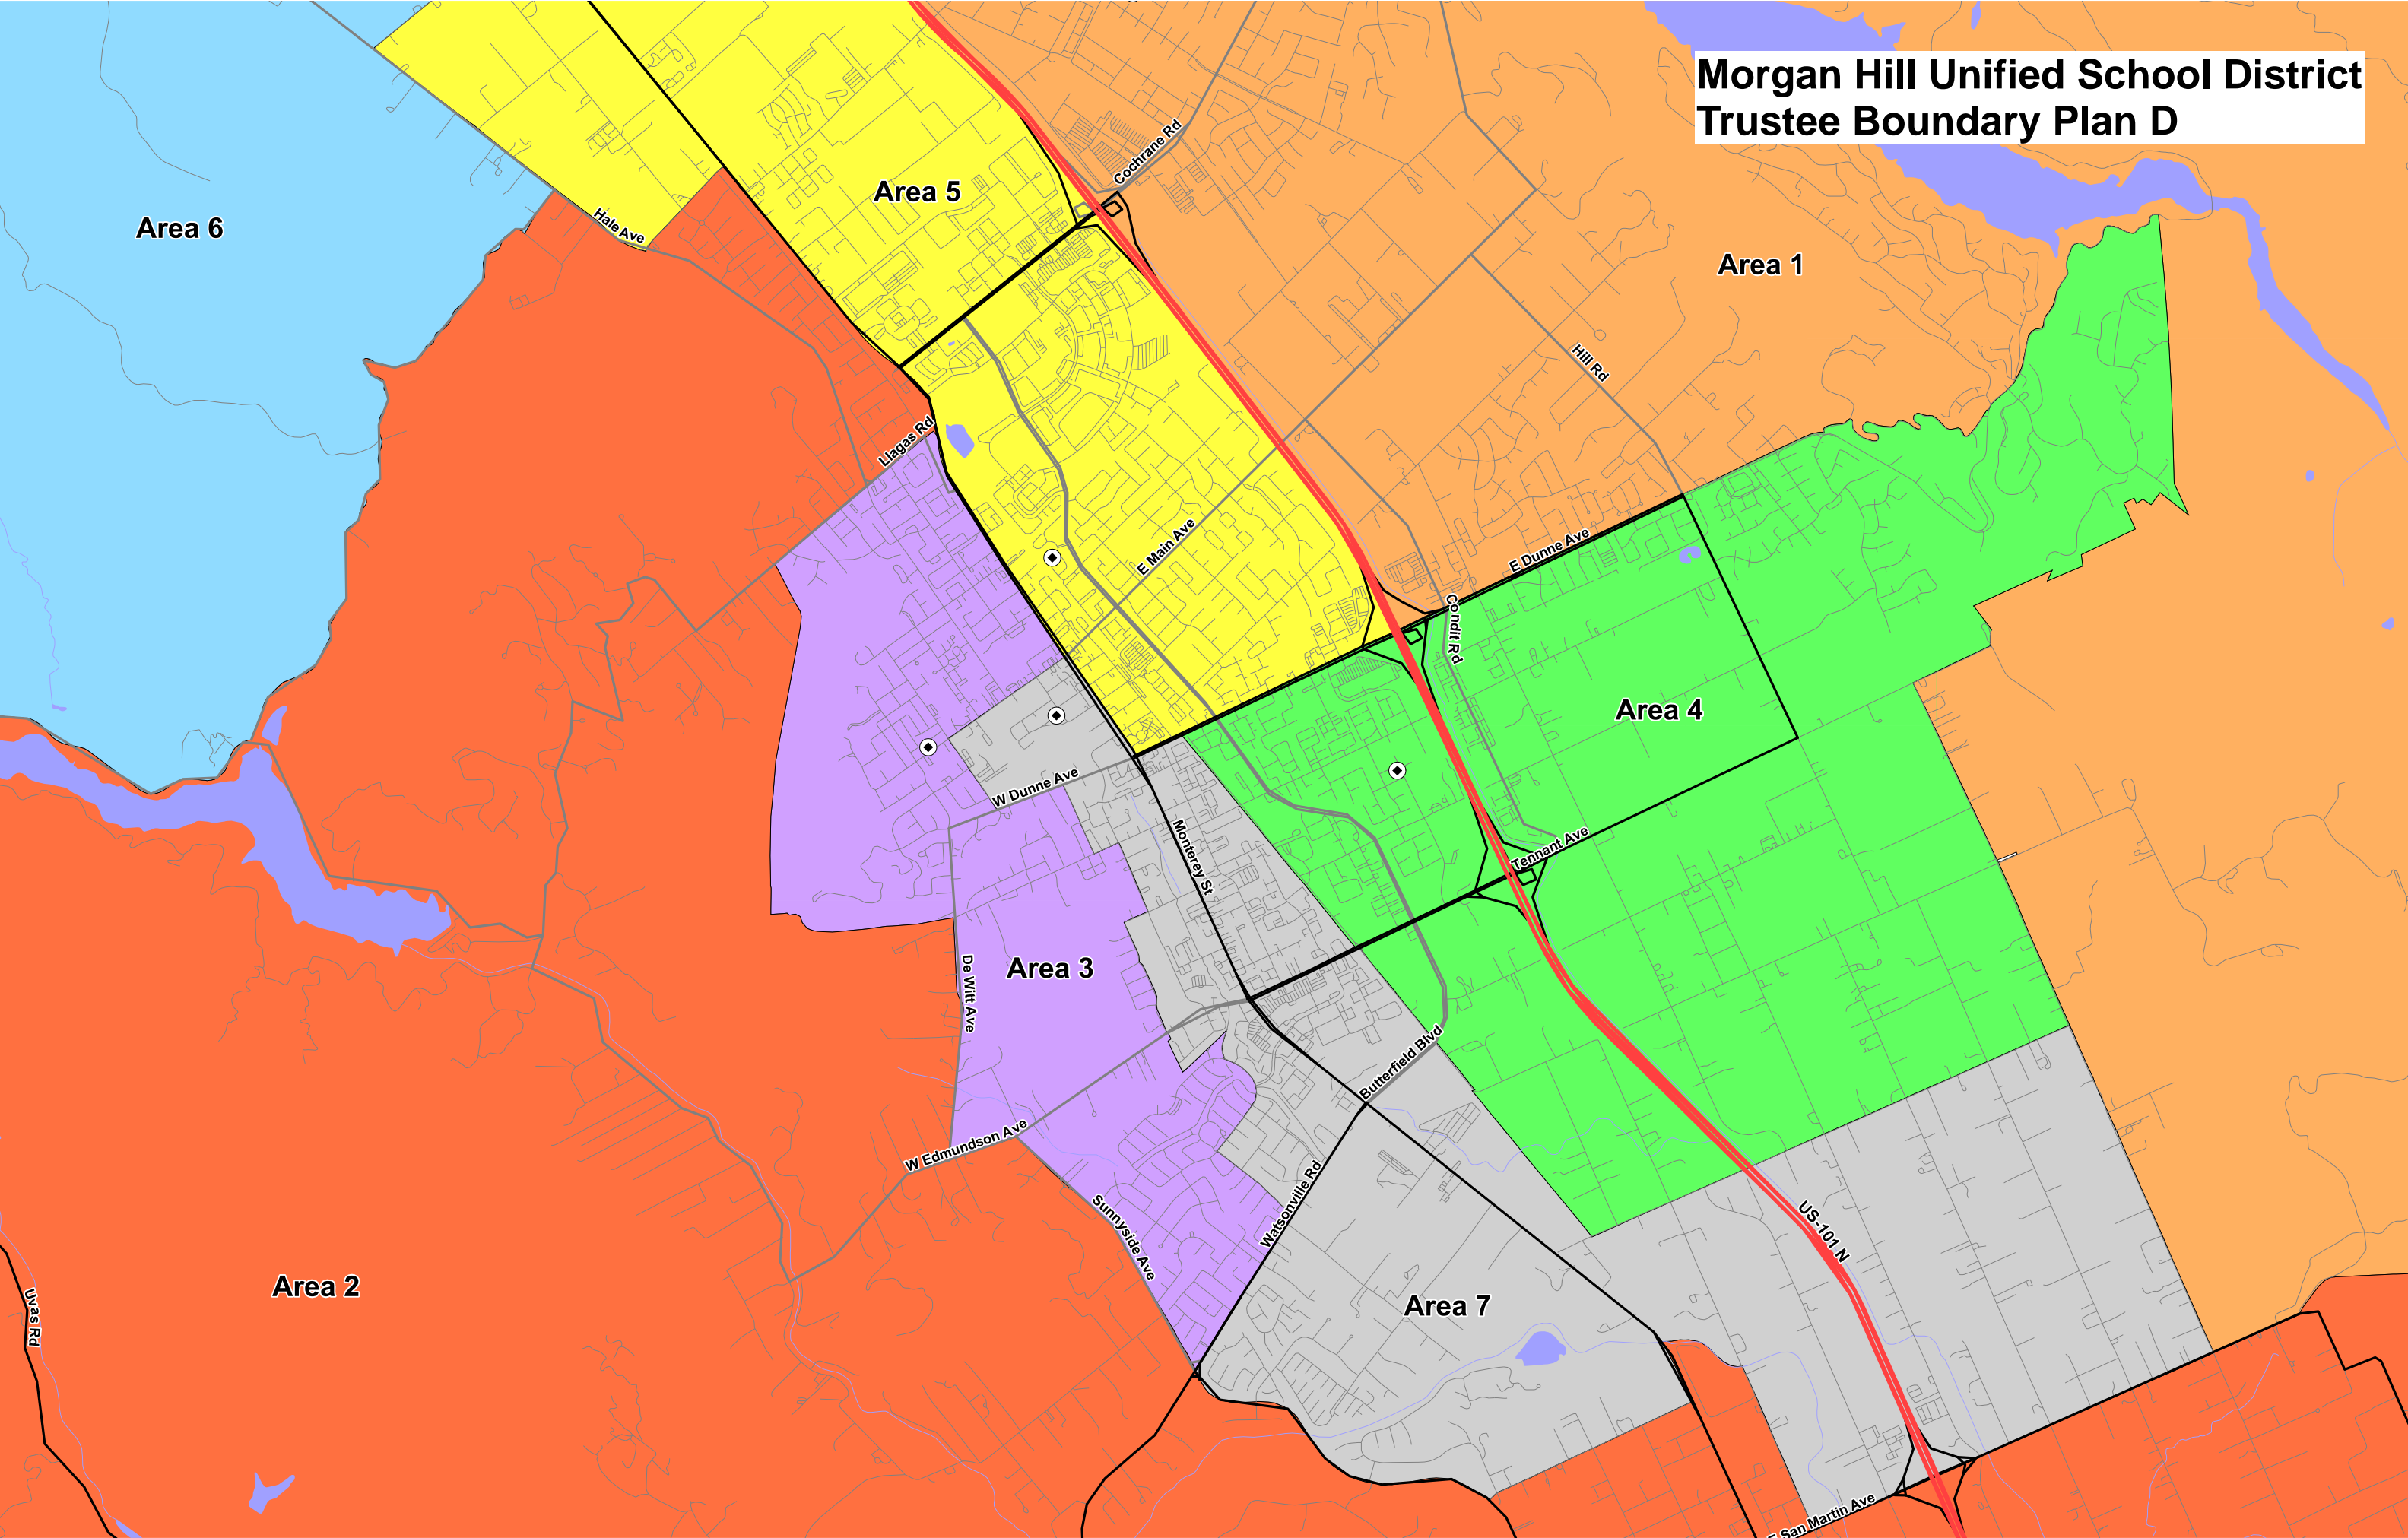 Morgan Hill Unified School District
Trustee Boundary Plan D
Cochrane Rd
Area 5
Area 6
Hale Ave
Area 1
Hill Rd
Llagas Rd
E Main Ave
E Dunne Ave
Condit Rd
Area 4
W Dunne Ave
Monterey St
Tennant Ave
Area 3
De Witt Ave
Butterfield Blvd
W Edmundson Ave
Sunnyside Ave
Watsonville Rd
US-101 N
Area 2
Uvas Rd
Area 7
E San Martin Ave